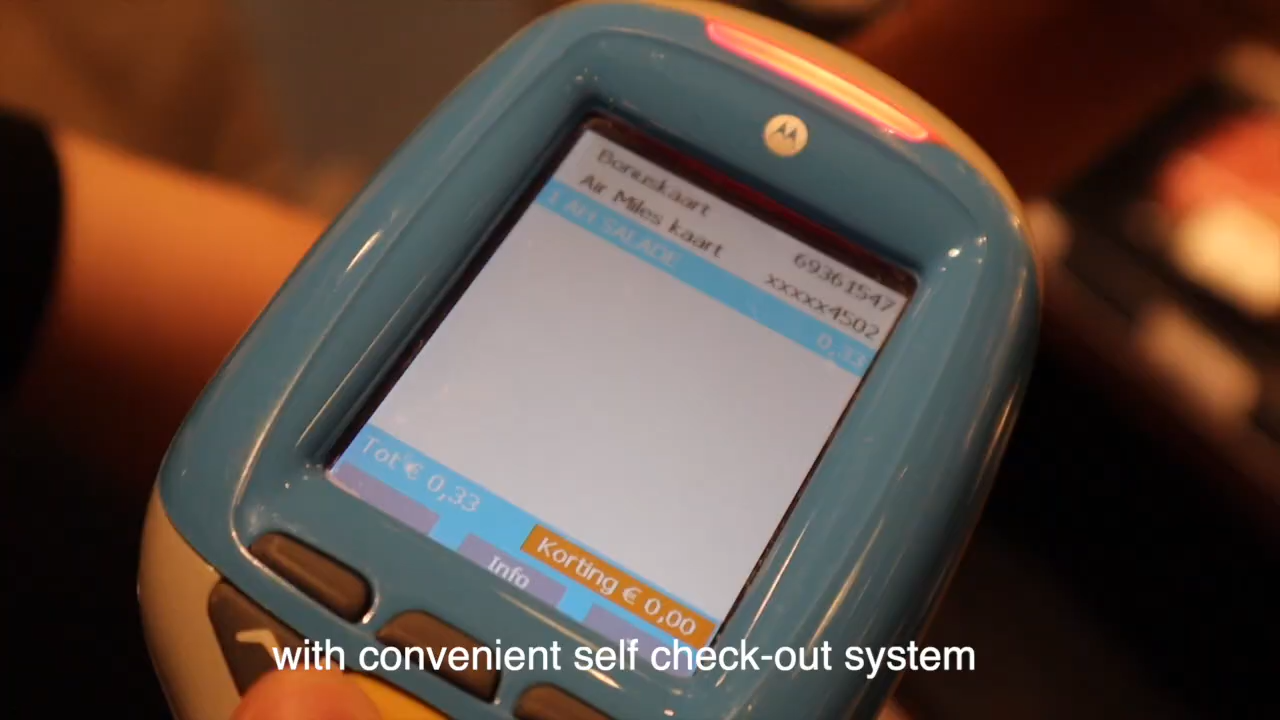 Bonuskaart
69361547
Air Miles kaart
xxxxx4502
1 AH SALADE
0,33
Tot € 0,33
Korting € 0,00
Info
with convenient self check-out system